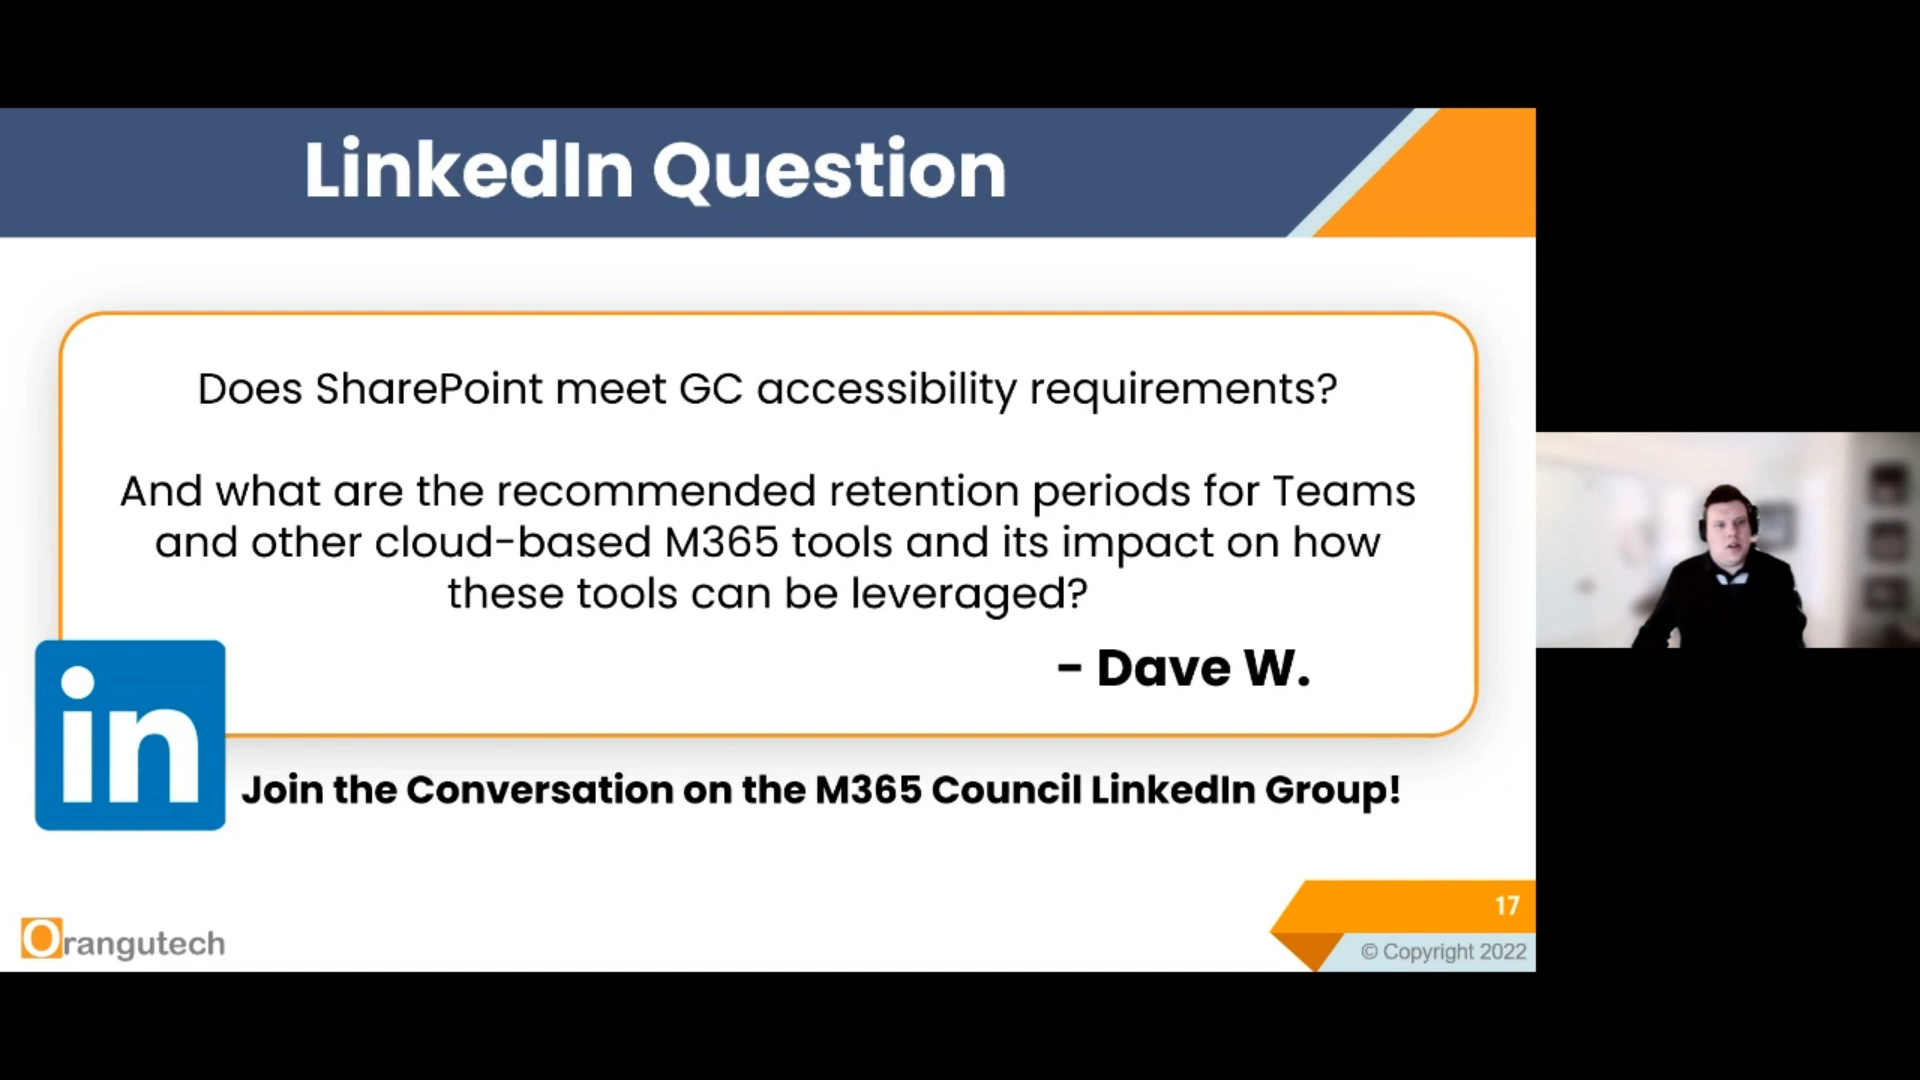 LinkedIn Question
Does SharePoint meet GC accessibility requirements?
And what are the recommended retention periods for Teams
and other cloud-based M365 tools and its impact on how
these tools can be leveraged?
- Dave W.
in
Join the Conversation on the M365 Council LinkedIn Group!
17
Orangutech
© Copyright 2022